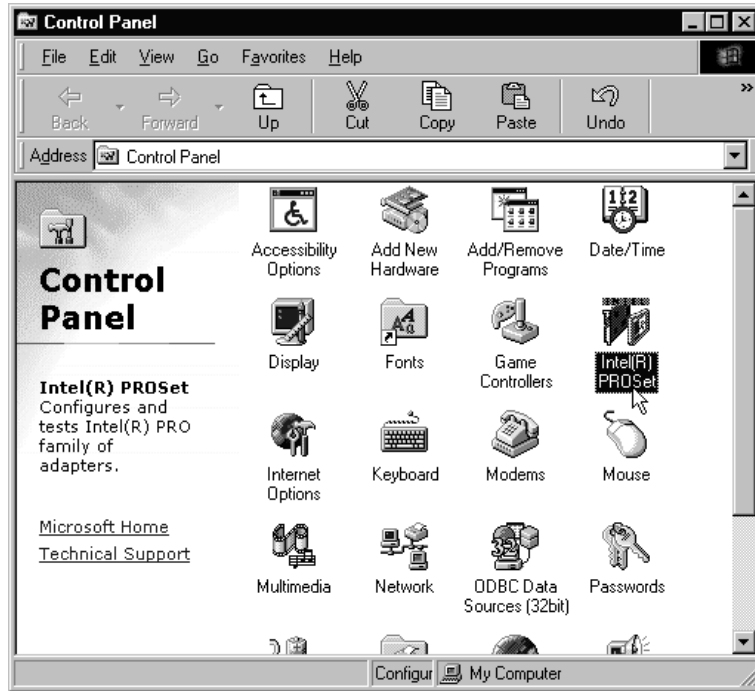 Control Panel
File Edit View Go Favorites Help
Back Forward Up Cut Copy Paste Undo »
Address Control Panel
Accessibility Options
Add New Hardware
Add/Remove Programs
Date/Time
Control
Panel
Display
Fonts
Game Controllers
Intel(R) PROSet
Intel(R) PROSet
Configures and
tests Intel(R) PRO
family of
adapters.
Internet Options
Keyboard
Modems
Mouse
Microsoft Home
Technical Support
Multimedia
Network
ODBC Data Sources (32bit)
Passwords
Configur My Computer